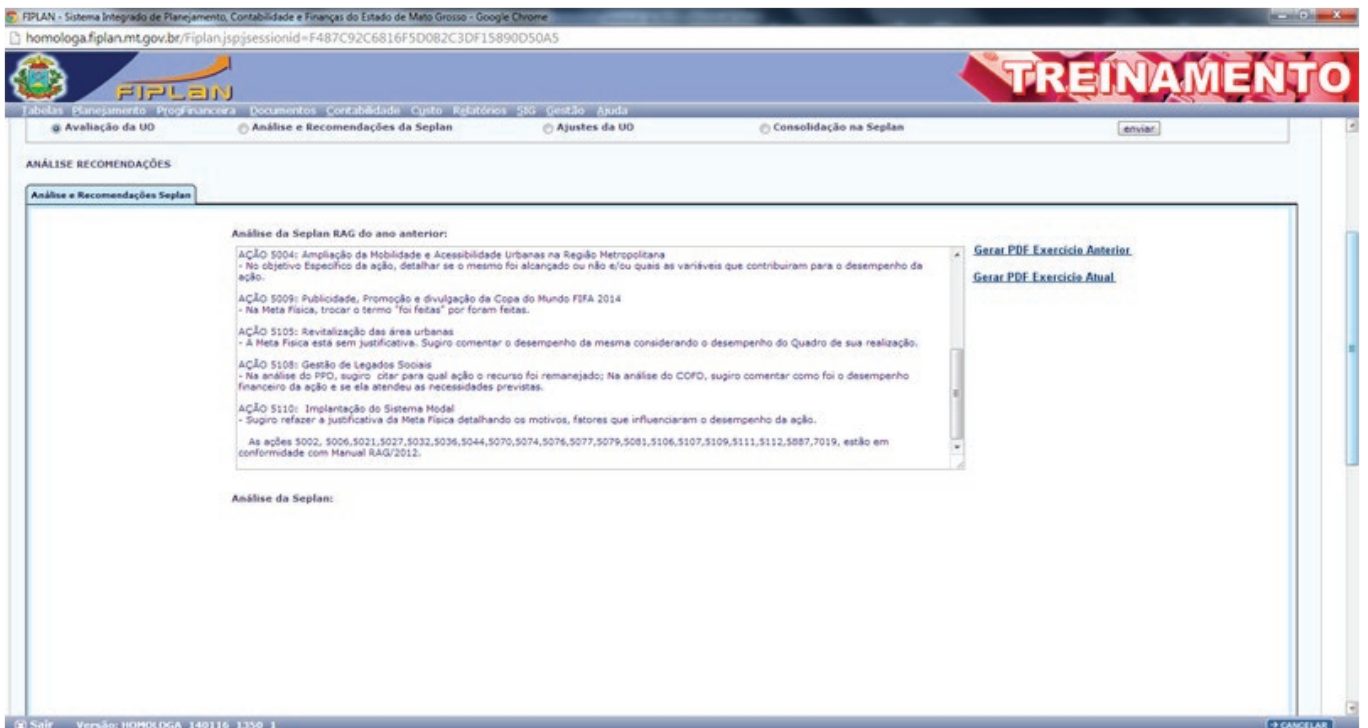 FIPLAN - Sistema Integrado de Planejamento, Contabilidade e Finanças do Estado de Mato Grosso - Google Chrome
homologa.fiplan.mt.gov.br/Fiplan.jsp;jsessionid=F487C92C6816F5D0B2C3DF15890D50A5
FIPLAN
TREINAMENTO
Tabelas Planejamento ProgFinanceira Documentos Contabilidade Custo Relatórios SIG Gestão Ajuda
Avaliação da UO Análise e Recomendações da Seplan Ajustes da UO Consolidação na Seplan enviar
ANÁLISE RECOMENDAÇÕES
Análise e Recomendações Seplan
Análise da Seplan RAG do ano anterior:
AÇÃO 5004: Ampliação da Mobilidade e Acessibilidade Urbanas na Região Metropolitana
- No objetivo Específico da ação, detalhar se o mesmo foi alcançado ou não e/ou quais as variáveis que contribuiram para o desempenho da
ação.
AÇÃO 5009: Publicidade, Promoção e divulgação da Copa do Mundo FIFA 2014
- Na Meta Física, trocar o termo "foi feitas" por foram feitas.
AÇÃO 5105: Revitalização das área urbanas
- A Meta Física está sem justificativa. Sugiro comentar o desempenho da mesma considerando o desempenho do Quadro de sua realização.
AÇÃO 5108: Gestão de Legados Sociais
- Na análise do PPD, sugiro citar para qual ação o recurso foi remanejado; Na análise do COFD, sugiro comentar como foi o desempenho
financeiro da ação e se ela atendeu as necessidades previstas.
AÇÃO 5110: Implantação do Sistema Modal
- Sugiro refazer a justificativa da Meta Física detalhando os motivos, fatores que influenciaram o desempenho da ação.
As ações 5002, 5006,5021,5027,5032,5036,5044,5070,5074,5076,5077,5079,5081,5106,5107,5109,5111,5112,5887,7019, estão em
conformidade com Manual RAG/2012.
Gerar PDF Exercício Anterior
Gerar PDF Exercício Atual
Análise da Seplan:
Sair Versão: HOMOLOGA_140116_1350_1 CANCELAR